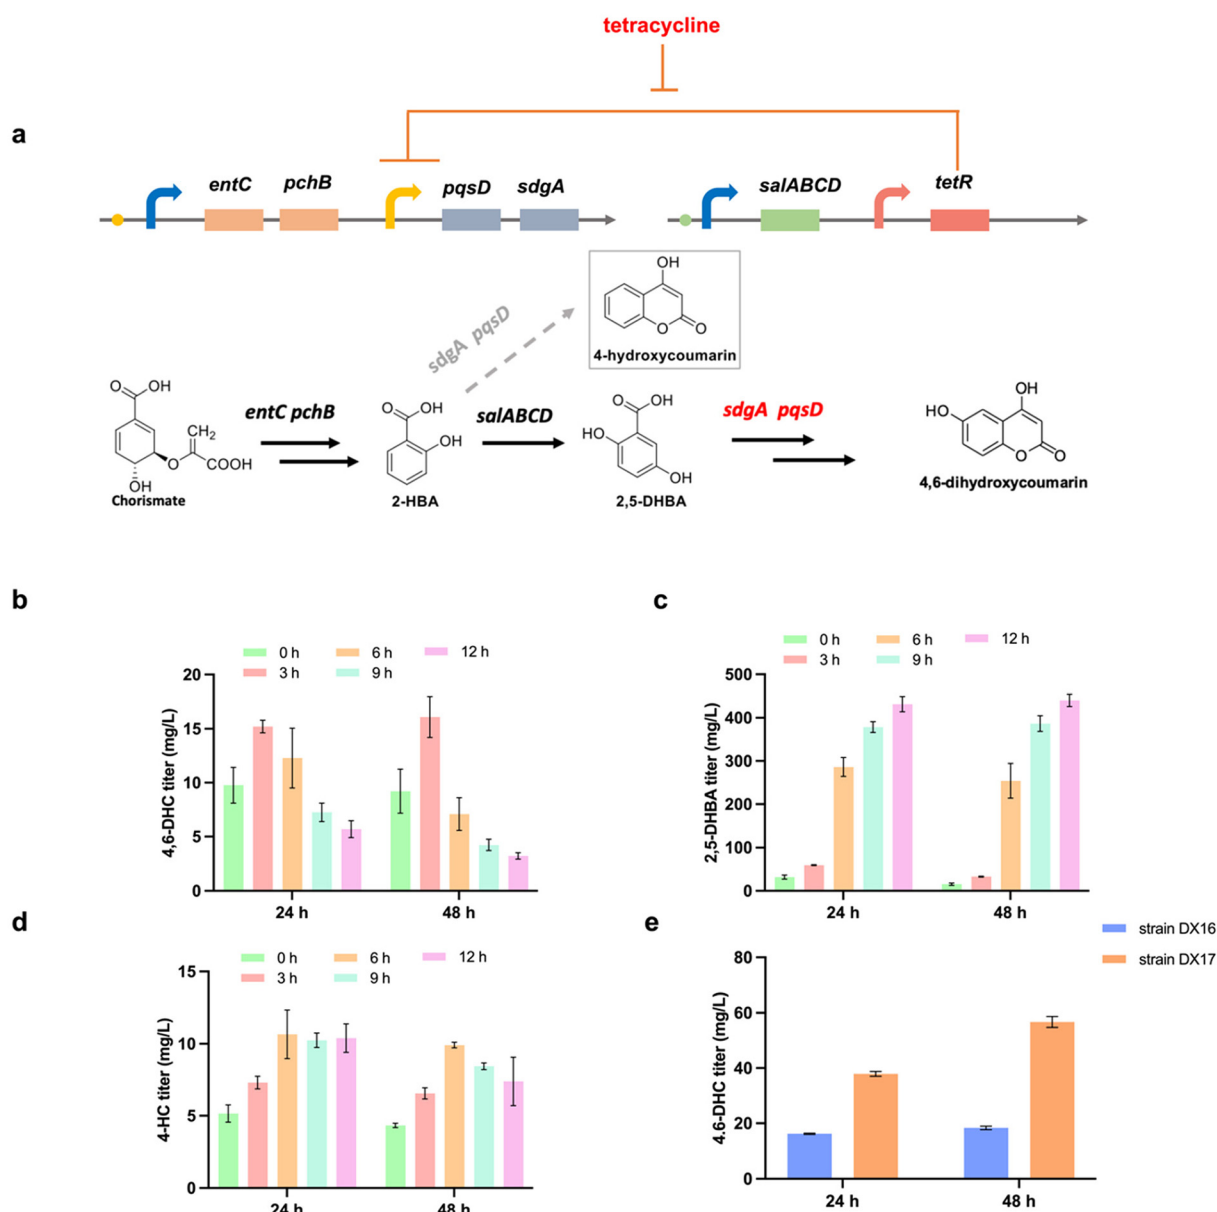 tetracycline
a
entC pchB pqsD sdgA salABCD tetR
OH
O O
4-hydroxycoumarin
sdgA pqsD
O OH
CH2
O COOH
OH
Chorismate
entC pchB
O OH
OH
2-HBA
salABCD
O OH
HO
OH
2,5-DHBA
sdgA pqsD
OH
HO
O O
4,6-dihydroxycoumarin
b
0 h 6 h 12 h
3 h 9 h
4,6-DHC titer (mg/L)
20
15
10
5
0
24 h 48 h
c
0 h 6 h 12 h
3 h 9 h
2,5-DHBA titer (mg/L)
500
400
300
200
100
0
24 h 48 h
d
0 h 6 h 12 h
3 h 9 h
4-HC titer (mg/L)
15
10
5
0
24 h 48 h
e
strain DX16
strain DX17
4.6-DHC titer (mg/L)
80
60
40
20
0
24 h 48 h